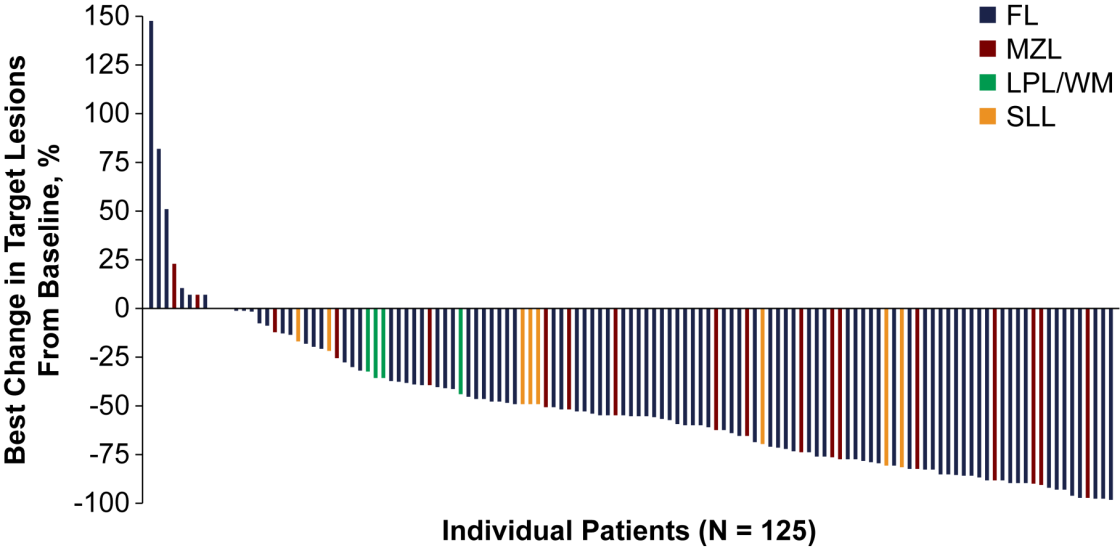 Best Change in Target Lesions
From Baseline, %
150
125
100
75
50
25
0
-25
-50
-75
-100
FL
MZL
LPL/WM
SLL
Individual Patients (N = 125)